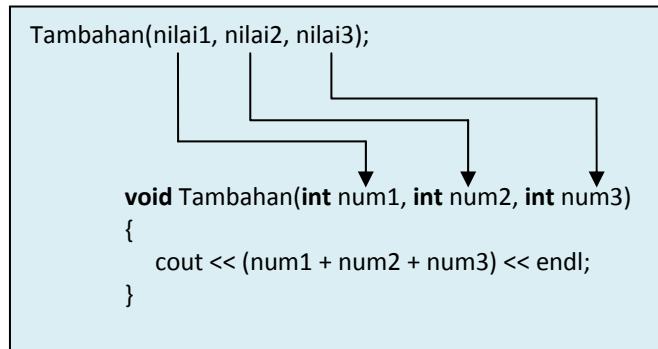 Tambahan(nilai1, nilai2, nilai3);
void Tambahan(int num1, int num2, int num3)
{
cout << (num1 + num2 + num3) << endl;
}